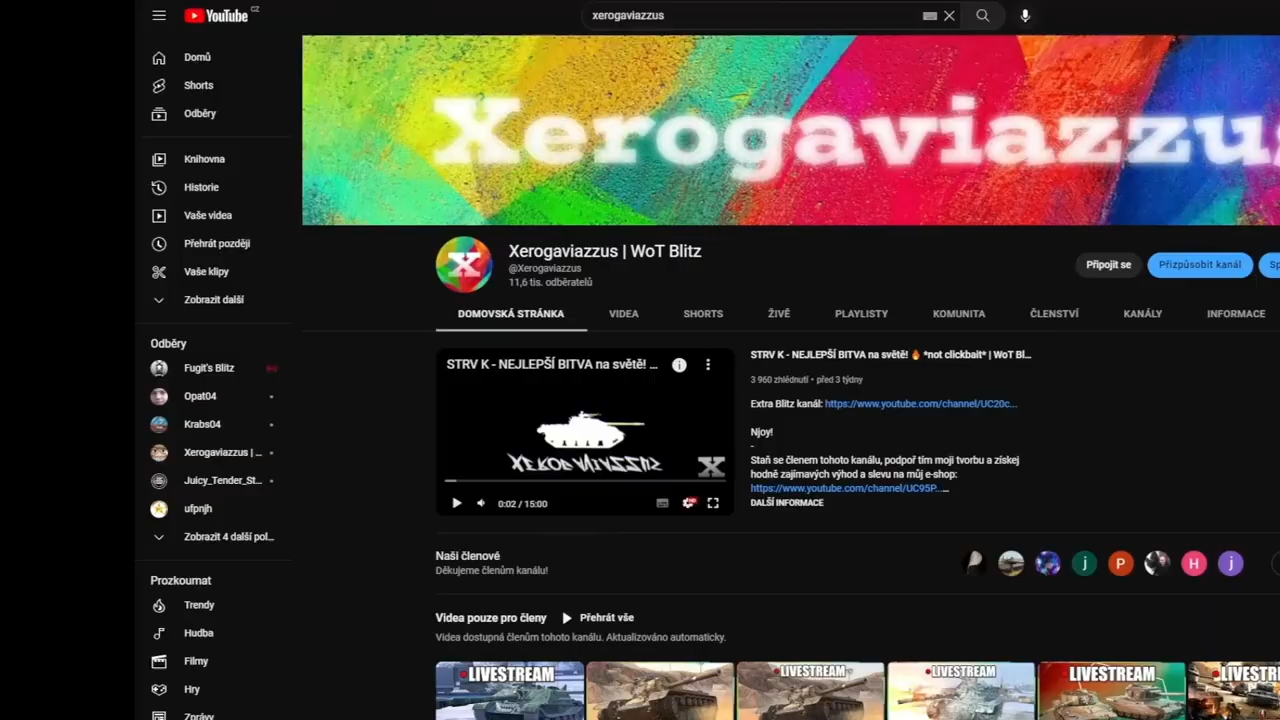 YouTube CZ
xerogaviazzus
Domů
Shorts
Odběry
Knihovna
Historie
Vaše videa
Přehrát později
Vaše klipy
Zobrazit další
Odběry
Fugit's Blitz
Opat04
Krabs04
Xerogaviazzus | ...
Juicy_Tender_St...
ufpnjh
Zobrazit 4 další pol...
Prozkoumat
Trendy
Hudba
Filmy
Hry
Zprávy
Xerogaviazzus
X
Xerogaviazzus | WoT Blitz
@Xerogaviazzus
11,6 tis. odběratelů
Připojit se
Přizpůsobit kanál
Sp
DOMOVSKÁ STRÁNKA
VIDEA
SHORTS
ŽIVĚ
PLAYLISTY
KOMUNITA
ČLENSTVÍ
KANÁLY
INFORMACE
STRV K - NEJLEPŠÍ BITVA na světě! ...
X
0:02 / 15:00
STRV K - NEJLEPŠÍ BITVA na světě! 🔥 *not clickbait* | WoT Bl...
3 960 zhlédnutí • před 3 týdny
Extra Blitz kanál: https://www.youtube.com/channel/UC20c...
Njoy!
-
Staň se členem tohoto kanálu, podpoř tím moji tvorbu a získej
hodně zajímavých výhod a slevu na můj e-shop:
https://www.youtube.com/channel/UC95P...
...
DALŠÍ INFORMACE
Naši členové
Děkujeme členům kanálu!
j
P
H
j
Videa pouze pro členy
Přehrát vše
Videa dostupná členům tohoto kanálu. Aktualizováno automaticky.
LIVESTREAM
LIVESTREAM
LIVESTREAM
LIVESTREAM
LIVESTR